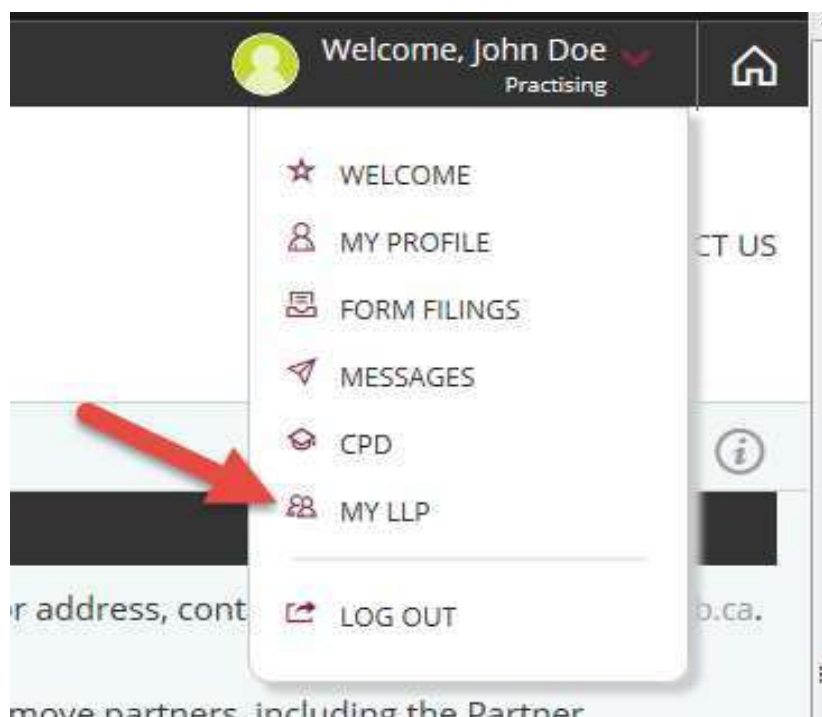 Welcome, John Doe
Practising
WELCOME
MY PROFILE
CT US
FORM FILINGS
MESSAGES
CPD
i
MY LLP
r address, cont b.ca.
LOG OUT
move partners, including the Partner